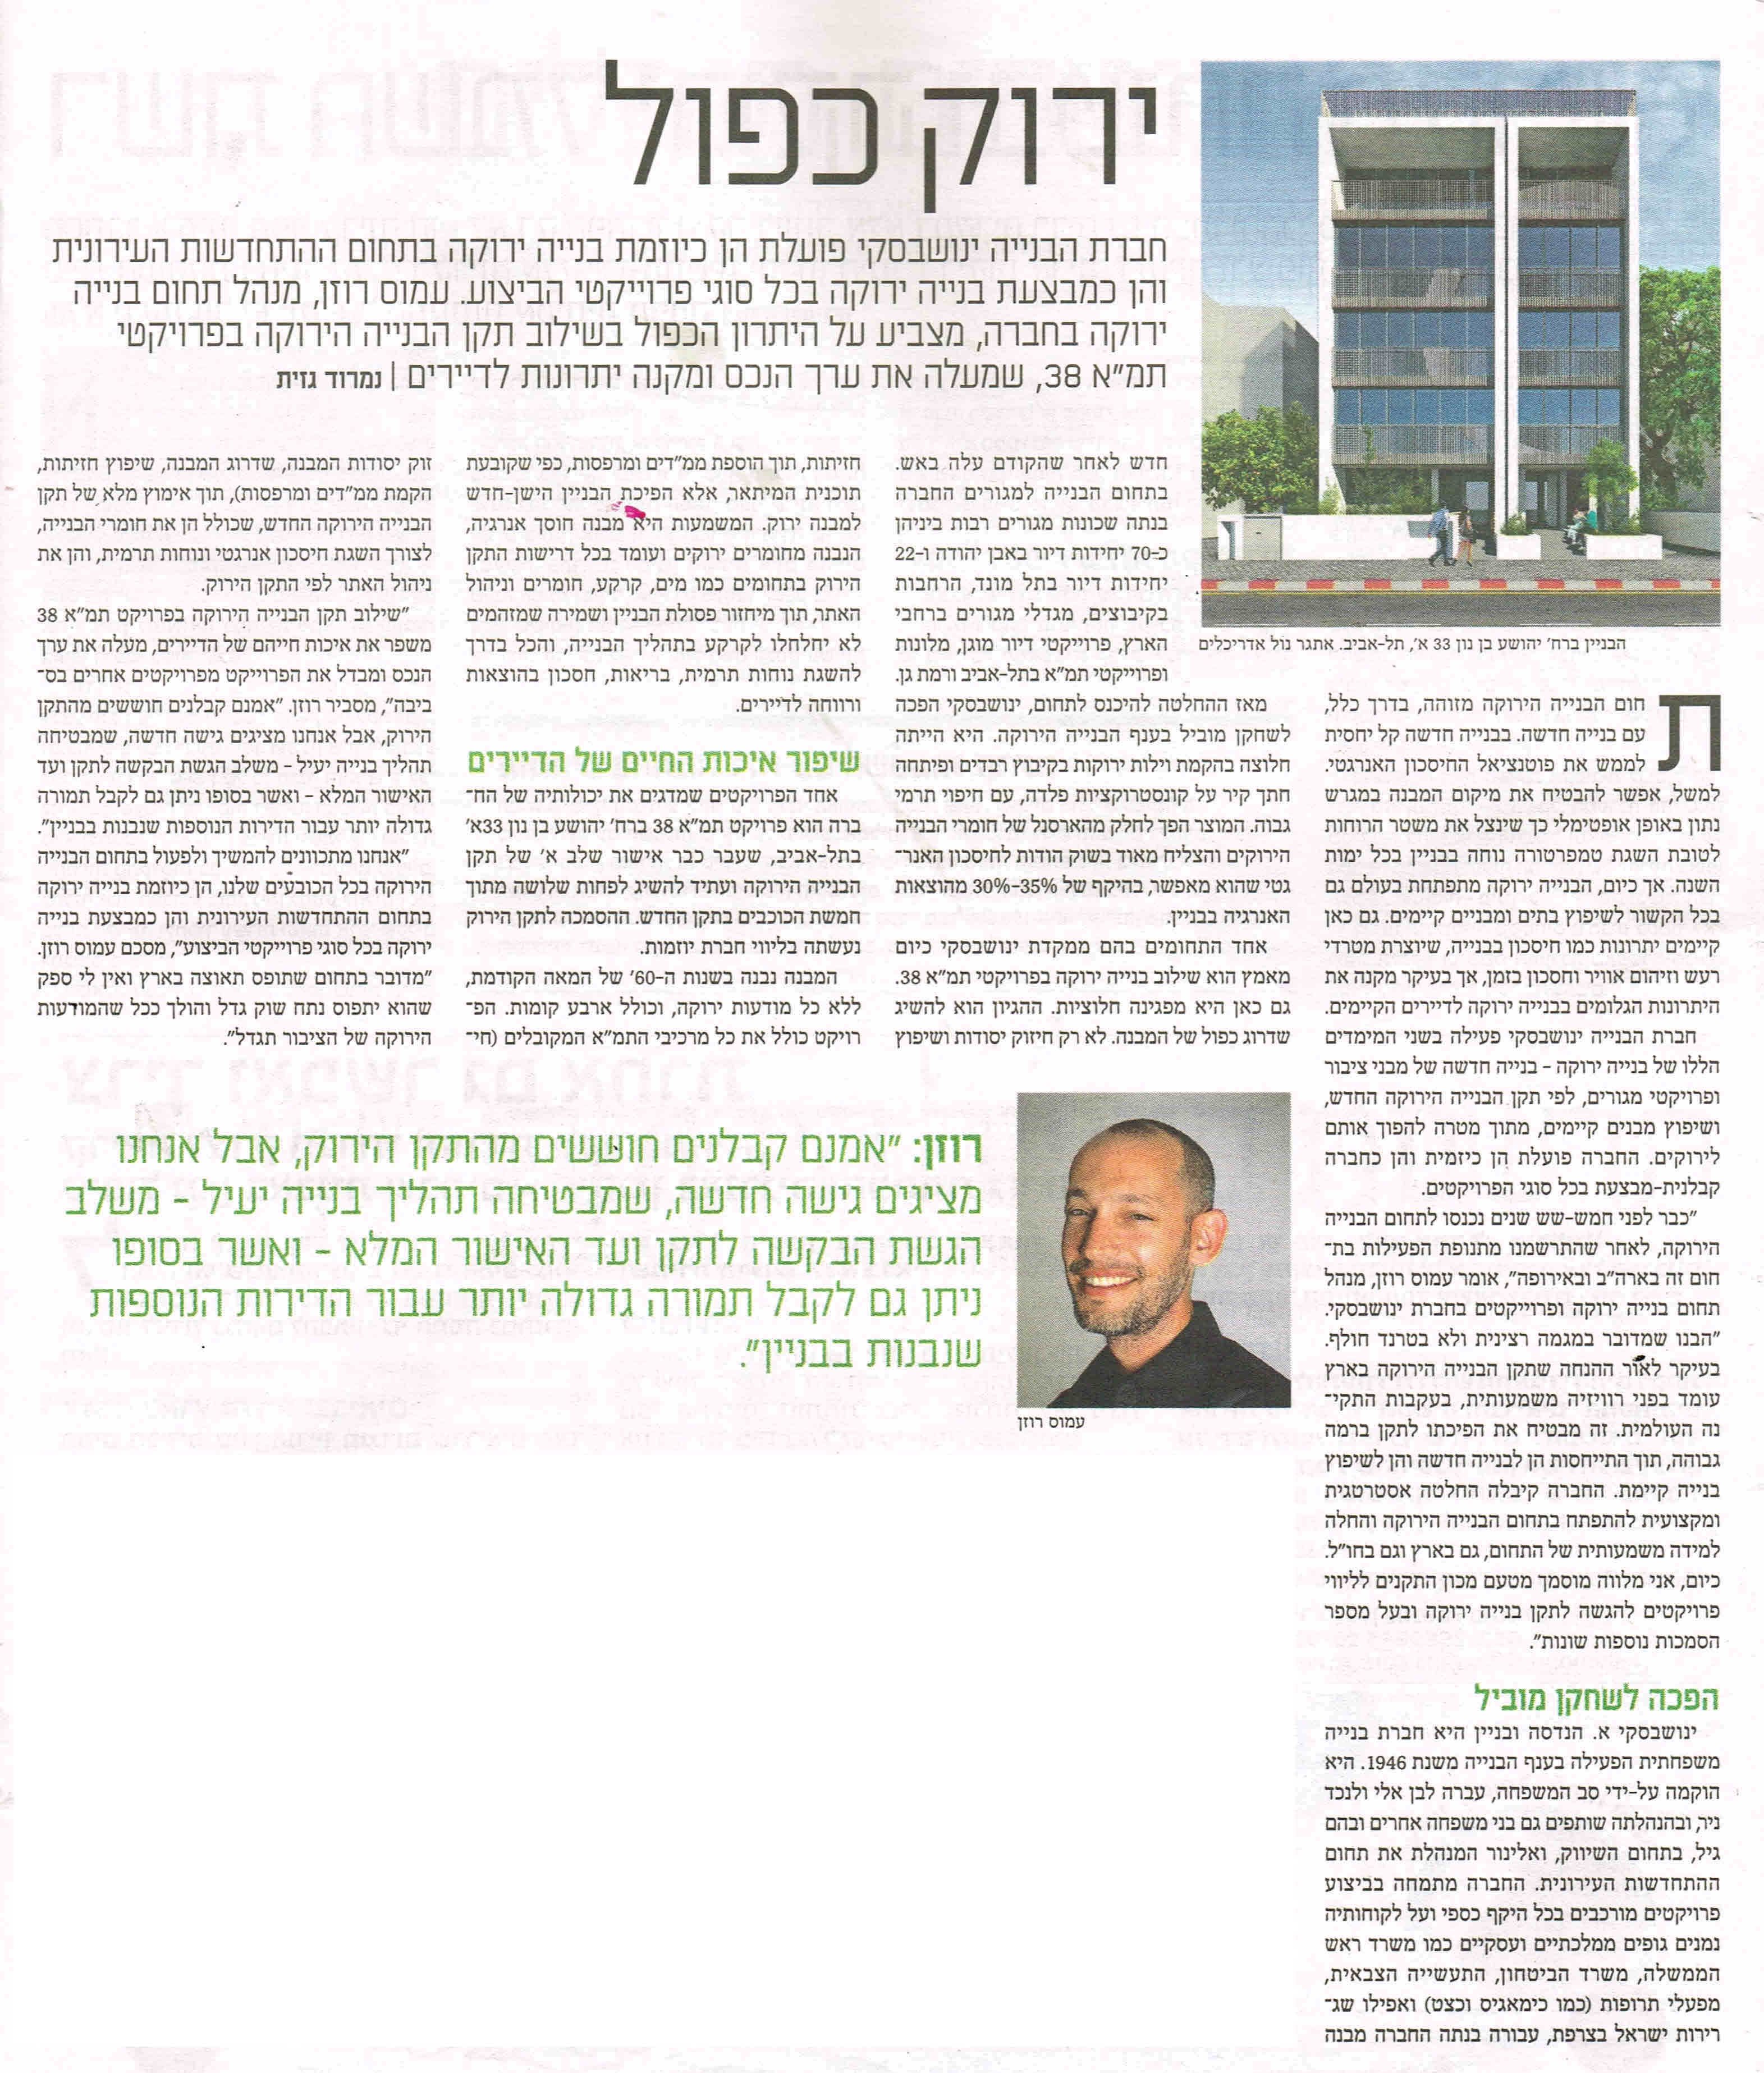 ירוק כפול
חברת הבנייה ינושבסקי פועלת הן כיוזמת בנייה ירוקה בתחום ההתחדשות העירונית
והן כמבצעת בנייה ירוקה בכל סוגי פרוייקטי הביצוע. עמוס רוזן, מנהל תחום בנייה
ירוקה בחברה, מצביע על היתרון הכפול בשילוב תקן הבנייה הירוקה בפרויקטי
תמ״א 38, שמעלה את ערך הנכס ומקנה יתרונות לדיירים | נמרוד גזית
הבניין ברח׳ יהושע בן נון 33 א׳, תל-אביב. אתגר נול אדריכלים
תחום הבנייה הירוקה מזוהה, בדרך כלל,
עם בנייה חדשה. בבנייה חדשה קל יחסית
לממש את פוטנציאל החיסכון האנרגטי.
למשל, אפשר להבטיח את מיקום המבנה במגרש
נתון באופן אופטימלי כך שינצל את משטר הרוחות
לטובת השגת טמפרטורה נוחה בבניין בכל ימות
השנה. אך כיום, הבנייה ירוקה מתפתחת בעולם גם
בכל הקשור לשיפוץ בתים ומבניים קיימים. גם כאן
קיימים יתרונות כמו חיסכון בבנייה, שיוצרת מטרדי
רעש וזיהום אוויר וחסכון בזמן, אך בעיקר מקנה את
היתרונות הגלומים בבנייה ירוקה לדיירים הקיימים.
חברת הבנייה ינושבסקי פעילה בשני המימדים
הללו של בנייה ירוקה - בנייה חדשה של מבני ציבור
ופרויקטי מגורים, לפי תקן הבנייה הירוקה החדש,
ושיפוץ מבנים קיימים, מתוך מטרה להפוך אותם
לירוקים. החברה פועלת הן כיזמית והן כחברה
קבלנית-מבצעת בכל סוגי הפרויקטים.
״כבר לפני חמש-שש שנים נכנסו לתחום הבנייה
הירוקה, לאחר שהתרשמנו מתנופת הפעילות בת־
חום זה בארה״ב ובאירופה״, אומר עמוס רוזן, מנהל
תחום בנייה ירוקה ופרוייקטים בחברת ינושבסקי.
״הבנו שמדובר במגמה רצינית ולא בטרנד חולף.
בעיקר לאור ההנחה שתקן הבנייה הירוקה בארץ
עומד בפני רוויזיה משמעותית, בעקבות התקי־
נה העולמית. זה מבטיח את הפיכתו לתקן ברמה
גבוהה, תוך התייחסות הן לבנייה חדשה והן לשיפוץ
בנייה קיימת. החברה קיבלה החלטה אסטרטגית
ומקצועית להתפתח בתחום הבנייה הירוקה והחלה
למידה משמעותית של התחום, גם בארץ וגם בחו״ל.
כיום, אני מלווה מוסמך מטעם מכון התקנים לליווי
פרויקטים להגשה לתקן בנייה ירוקה ובעל מספר
הסמכות נוספות שונות״.
הפכה לשחקן מוביל
ינושבסקי א. הנדסה ובניין היא חברת בנייה
משפחתית הפעילה בענף הבנייה משנת 1946. היא
הוקמה על-ידי סב המשפחה, עברה לבן אלי ולנכד
ניר, ובהנהלתה שותפים גם בני משפחה אחרים ובהם
גיל, בתחום השיווק, ואלינור המנהלת את תחום
ההתחדשות העירונית. החברה מתמחה בביצוע
פרויקטים מורכבים בכל היקף כספי ועל לקוחותיה
נמנים גופים ממלכתיים ועסקיים כמו משרד ראש
הממשלה, משרד הביטחון, התעשייה הצבאית,
מפעלי תרופות (כמו כימאגיס וכצט) ואפילו שג־
רירות ישראל בצרפת, עבורה בנתה החברה מבנה
חדש לאחר שהקודם עלה באש.
בתחום הבנייה למגורים החברה
בנתה שכונות מגורים רבות ביניהן
כ-70 יחידות דיור באבן יהודה ו-22
יחידות דיור בתל מונד, הרחבות
בקיבוצים, מגדלי מגורים ברחבי
הארץ, פרוייקטי דיור מוגן, מלונות
ופרוייקטי תמ״א בתל-אביב ורמת גן.
מאז ההחלטה להיכנס לתחום, ינושבסקי הפכה
לשחקן מוביל בענף הבנייה הירוקה. היא הייתה
חלוצה בהקמת וילות ירוקות בקיבוץ רבדים ופיתחה
חתך קיר על קונסטרוקציות פלדה, עם חיפוי תרמי
גבוה. המוצר הפך לחלק מהארסנל של חומרי הבנייה
הירוקים והצליח מאוד בשוק הודות לחיסכון האנר־
גטי שהוא מאפשר, בהיקף של 30%-35% מהוצאות
האנרגיה בבניין.
אחד התחומים בהם ממקדת ינושבסקי כיום
מאמץ הוא שילוב בנייה ירוקה בפרויקטי תמ״א 38.
גם כאן היא מפגינה חלוציות. ההגיון הוא להשיג
שדרוג כפול של המבנה. לא רק חיזוק יסודות ושיפוץ
חזיתות, תוך הוספת ממ״דים ומרפסות, כפי שקובעת
תוכנית המיתאר, אלא הפיכת הבניין הישן-חדש
למבנה ירוק. המשמעות היא מבנה חוסך אנרגיה,
הנבנה מחומרים ירוקים ועומד בכל דרישות התקן
הירוק בתחומים כמו מים, קרקע, חומרים וניהול
האתר, תוך מיחזור פסולת הבניין ושמירה שמזהמים
לא יחלחלו לקרקע בתהליך הבנייה, והכל בדרך
להשגת נוחות תרמית, בריאות, חסכון בהוצאות
ורווחה לדיירים.
שיפור איכות החיים של הדיירים
אחד הפרויקטים שמדגים את יכולותיה של הח־
ברה הוא פרויקט תמ״א 38 ברח׳ יהושע בן נון 33א׳
בתל-אביב, שעבר כבר אישור שלב א׳ של תקן
הבנייה הירוקה ועתיד להשיג לפחות שלושה מתוך
חמשת הכוכבים בתקן החדש. ההסמכה לתקן הירוק
נעשתה בליווי חברת יוזמות.
המבנה נבנה בשנות ה-60׳ של המאה הקודמת,
ללא כל מודעות ירוקה, וכולל ארבע קומות. הפ־
רויקט כולל את כל מרכיבי התמ״א המקובלים (חי־
זוק יסודות המבנה, שדרוג המבנה, שיפוץ חזיתות,
הקמת ממ״דים ומרפסות), תוך אימוץ מלא של תקן
הבנייה הירוקה החדש, שכולל הן את חומרי הבנייה,
לצורך השגת חיסכון אנרגטי ונוחות תרמית, והן את
ניהול האתר לפי התקן הירוק.
״שילוב תקן הבנייה הירוקה בפרויקט תמ״א 38
משפר את איכות חייהם של הדיירים, מעלה את ערך
הנכס ומבדל את הפרוייקט מפרויקטים אחרים בס־
ביבה״, מסביר רוזן. ״אמנם קבלנים חוששים מהתקן
הירוק, אבל אנחנו מציגים גישה חדשה, שמבטיחה
תהליך בנייה יעיל - משלב הגשת הבקשה לתקן ועד
האישור המלא - ואשר בסופו ניתן גם לקבל תמורה
גדולה יותר עבור הדירות הנוספות שנבנות בבניין״.
״אנחנו מתכוונים להמשיך ולפעול בתחום הבנייה
הירוקה בכל הכובעים שלנו, הן כיוזמת בנייה ירוקה
בתחום ההתחדשות העירונית והן כמבצעת בנייה
ירוקה בכל סוגי פרוייקטי הביצוע״, מסכם עמוס רוזן.
״מדובר בתחום שתופס תאוצה בארץ ואין לי ספק
שהוא יתפוס נתח שוק גדל והולך ככל שהמודעות
הירוקה של הציבור תגדל״.
רוזן: ״אמנם קבלנים חוששים מהתקן הירוק, אבל אנחנו
מציגים גישה חדשה, שמבטיחה תהליך בנייה יעיל - משלב
הגשת הבקשה לתקן ועד האישור המלא - ואשר בסופו
ניתן גם לקבל תמורה גדולה יותר עבור הדירות הנוספות
שנבנות בבניין״.
עמוס רוזן